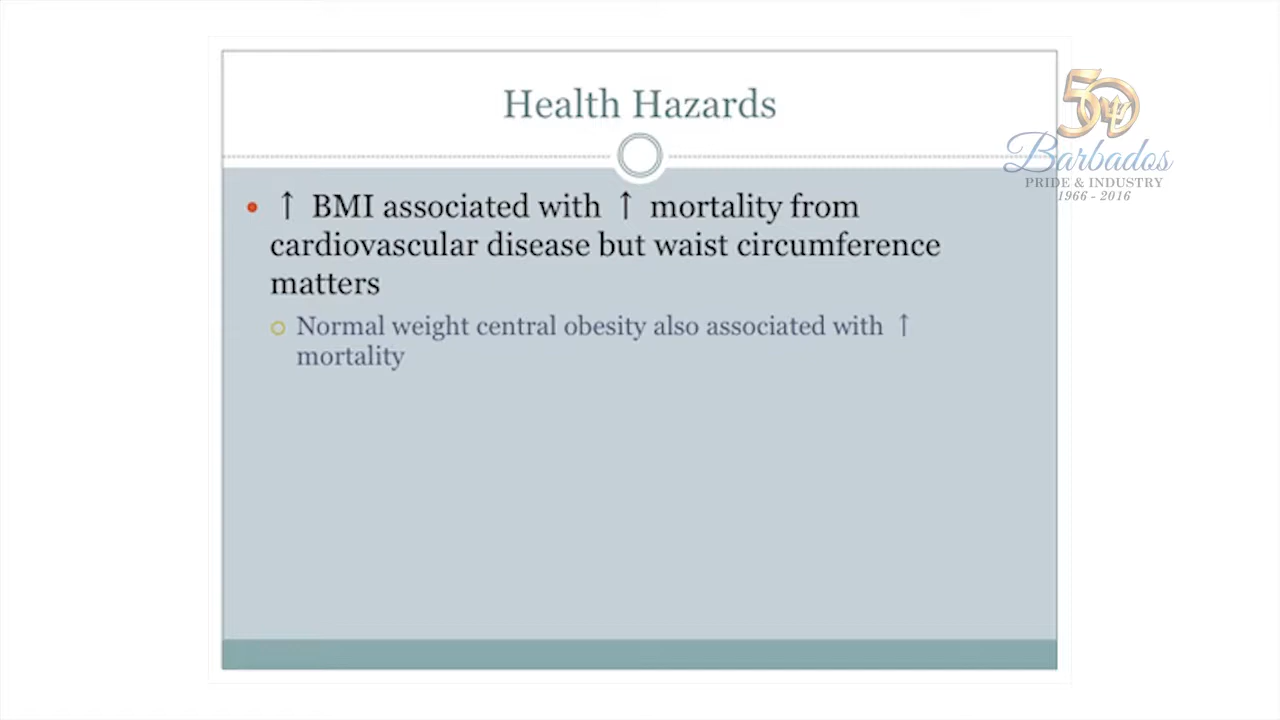 Health Hazards
50
Barbados
PRIDE & INDUSTRY
1966 - 2016
• ↑ BMI associated with ↑ mortality from
cardiovascular disease but waist circumference
matters
○ Normal weight central obesity also associated with ↑
mortality